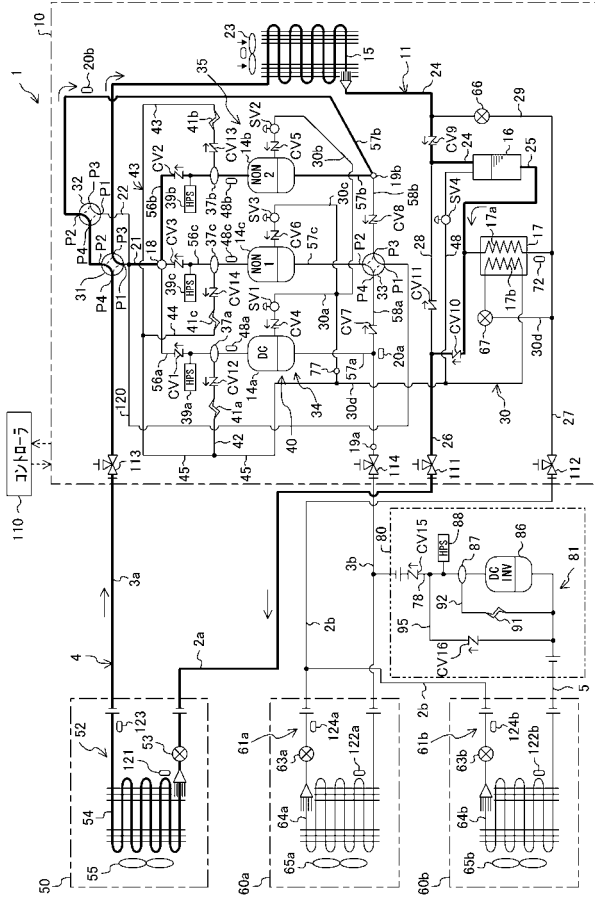 10
1
20b
23
15
11
24
66
29
CV9
24
16
25
SV4
48
28
CV11
CV10
17a
17
17b
72
67
30d
30
27
112
26
111
43
41b
35
SV2
CV13
CV5
30b
57b
19b
CV2
56b
39b
HPS
37b
48b
14b
NON
2
57b
30c
SV3
CV8
CV3
39c
HPS
56c
37c
48c
14c
NON
1
CV6
57c
P2
P3
P4
P1
33
58a
32
P3
P1
P2
P4
22
43
21
18
31
P2
P3
P4
P1
44
41c
CV14
SV1
30a
CV7
CV1
39a
HPS
56a
37a
48a
14a
DC
CV4
77
57a
20a
CV12
41a
34
40
30d
42
45
45
19a
120
113
114
コントローラ
110
3a
4
2a
2b
2b
3b
80
CV15
88
HPS
78
87
86
DC
INV
92
91
95
CV16
81
5
50
52
123
53
121
54
55
60a
61a
124a
63a
122a
64a
65a
60b
61b
124b
63b
122b
64b
65b